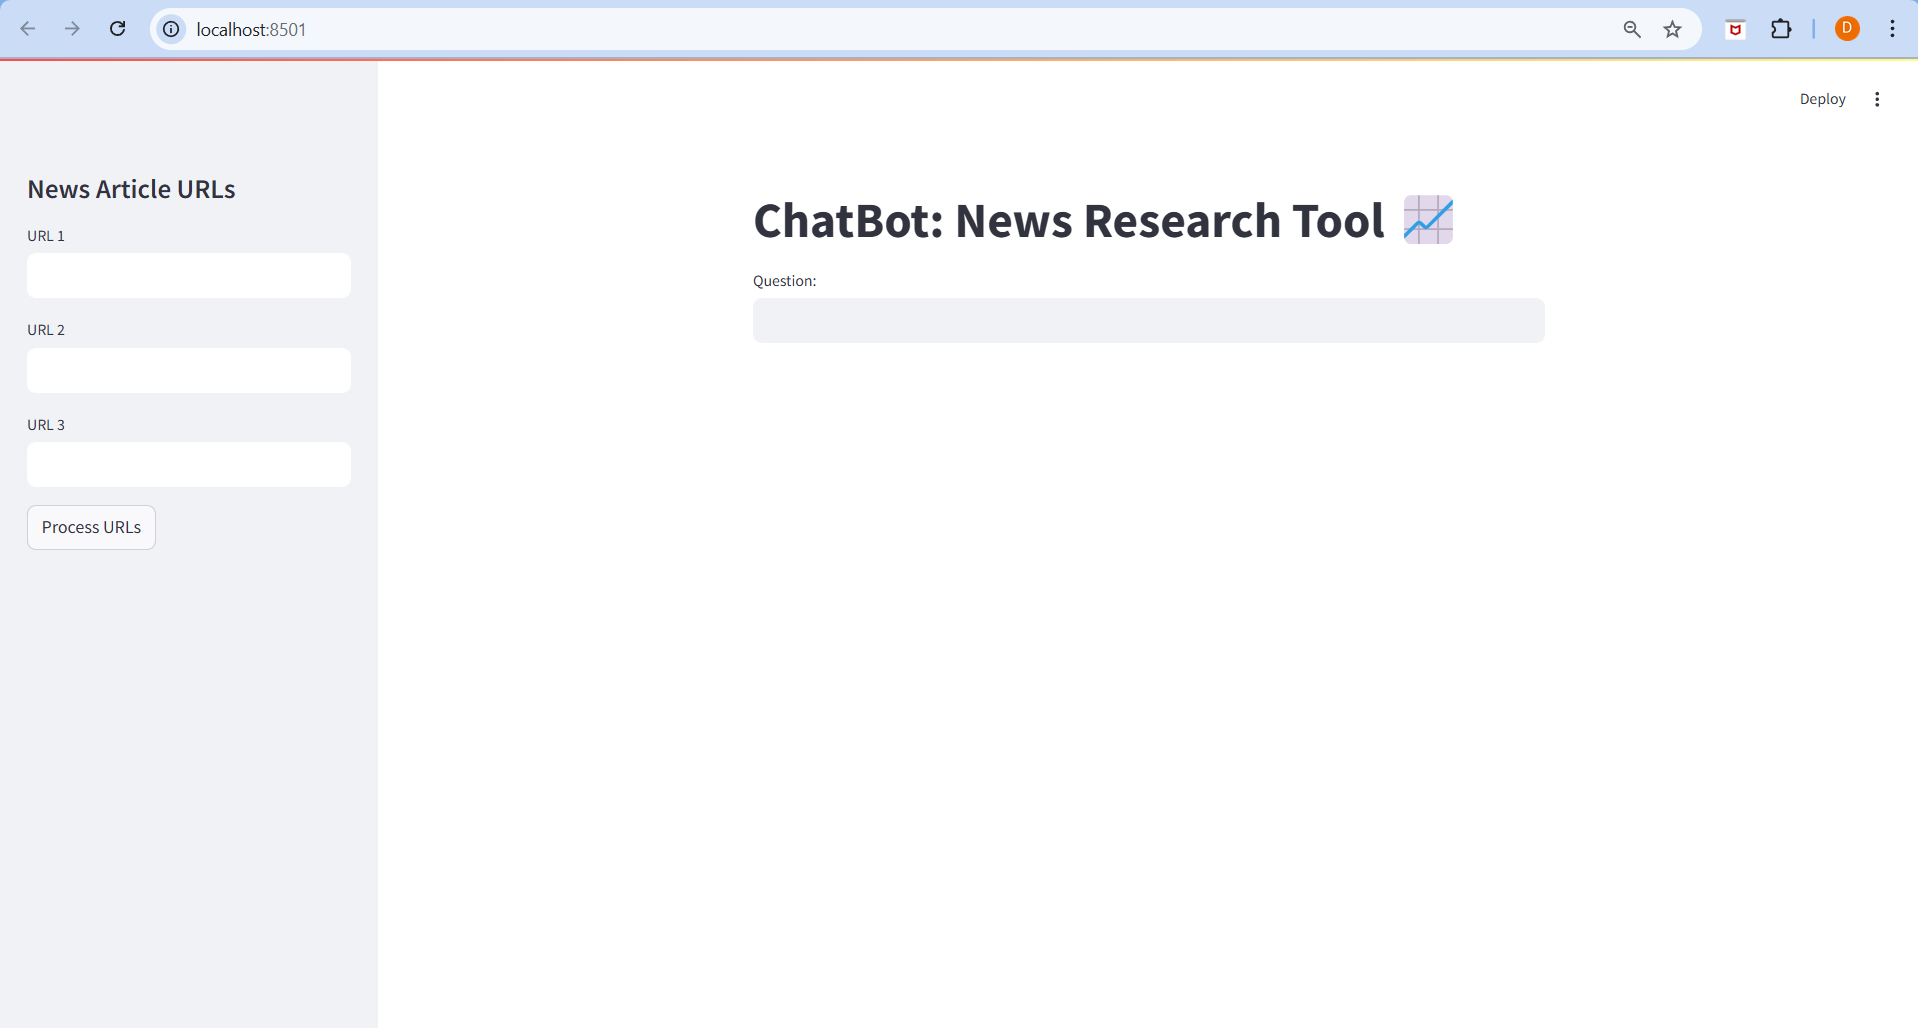 localhost:8501
D
Deploy
News Article URLs
URL 1
URL 2
URL 3
Process URLs
ChatBot: News Research Tool 📈
Question: